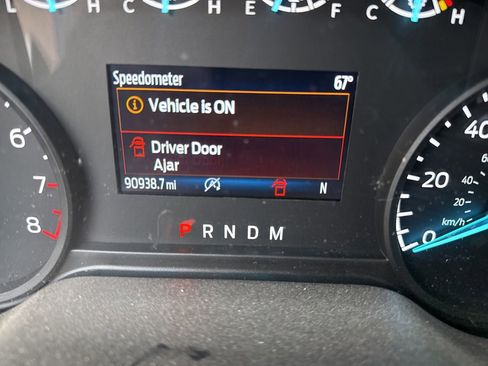 L H C H E F C H
Speedometer 67°
Vehicle is ON
Driver Door
Ajar
90938.7 mi N
P R N D M
6
7
8
40
20
0
60
40
20
km/h